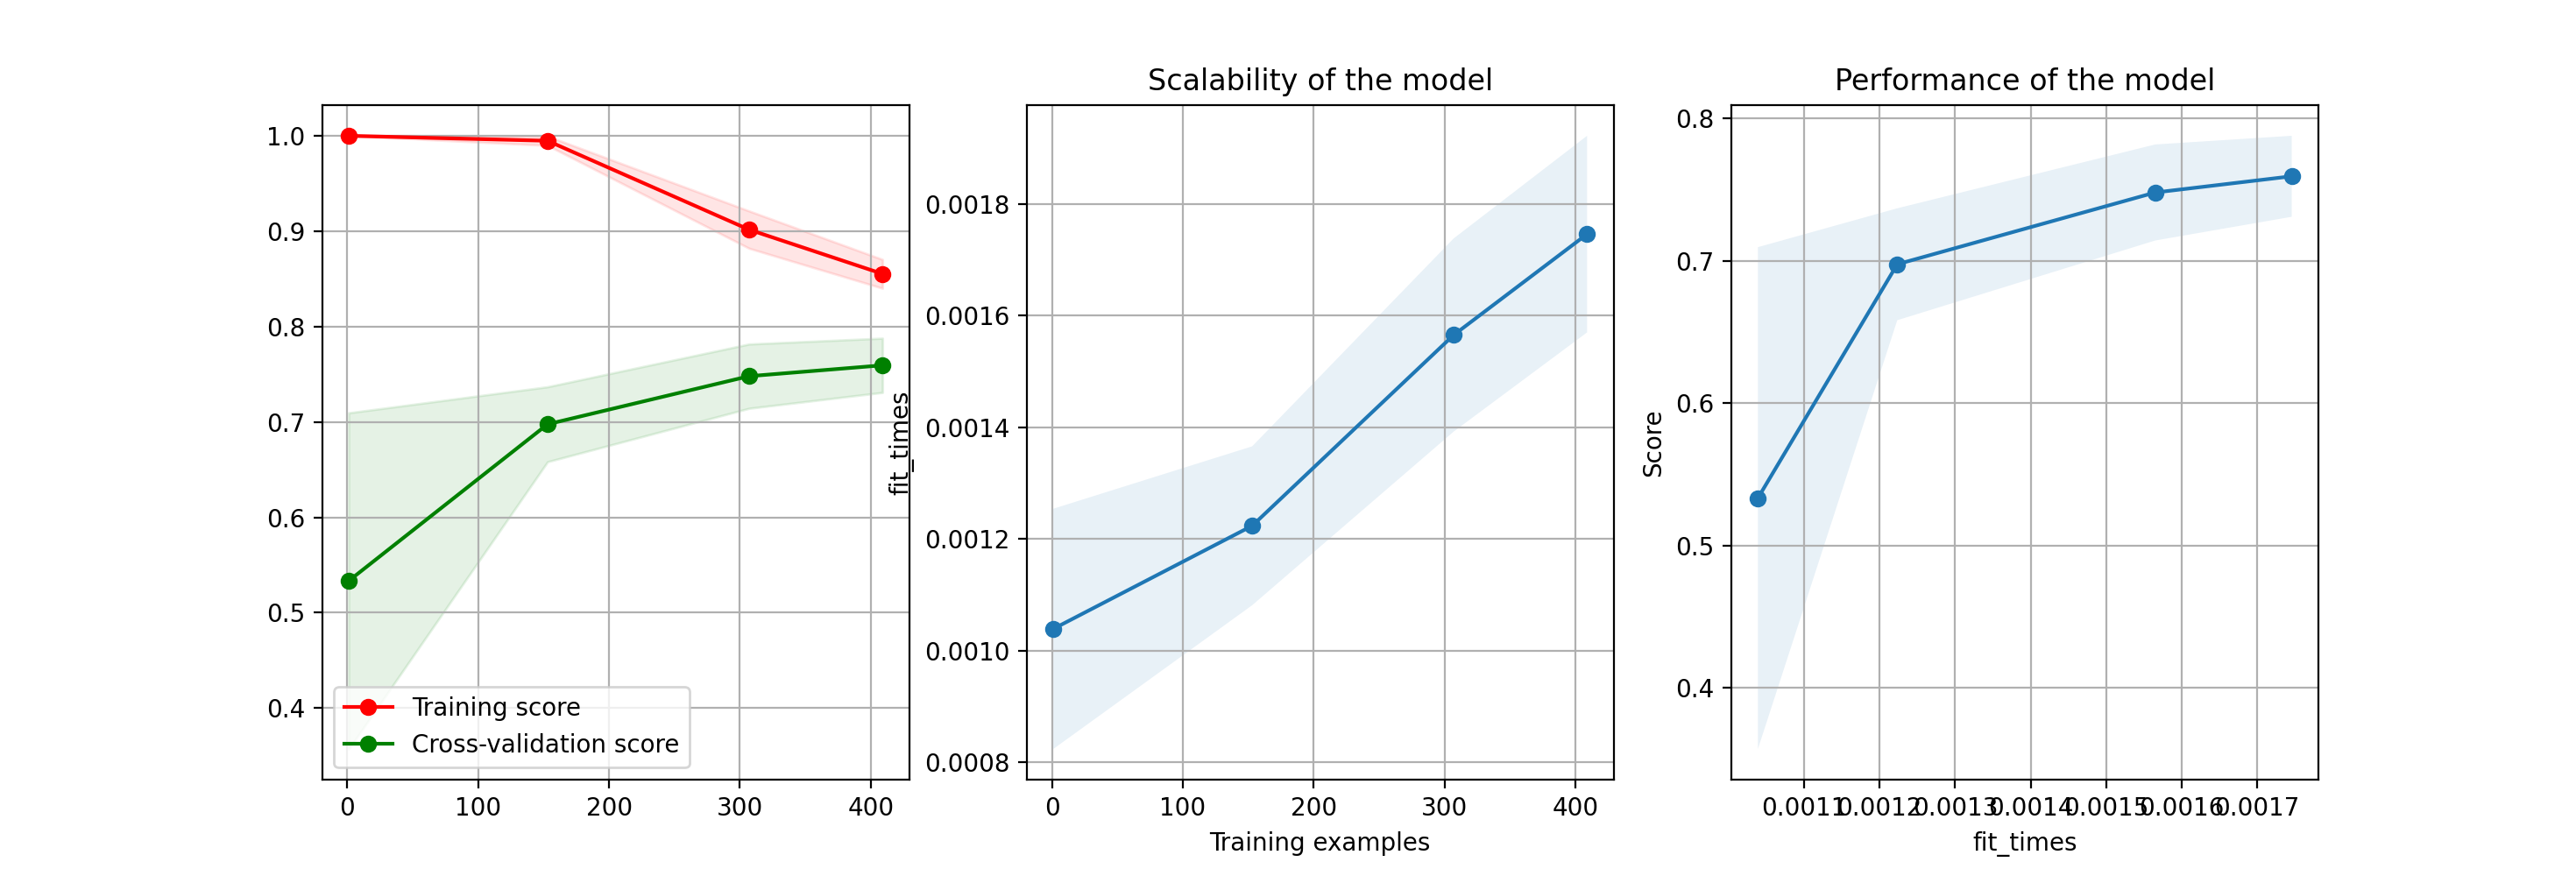 1.0
0.9
0.8
0.7
0.6
0.5
0.4
Training score
Cross-validation score
0 100 200 300 400
Scalability of the model
fit_times
0.0018
0.0016
0.0014
0.0012
0.0010
0.0008
0 100 200 300 400
Training examples
Performance of the model
Score
0.8
0.7
0.6
0.5
0.4
0.0011 0.0012 0.0013 0.0014 0.0015 0.0016 0.0017
fit_times